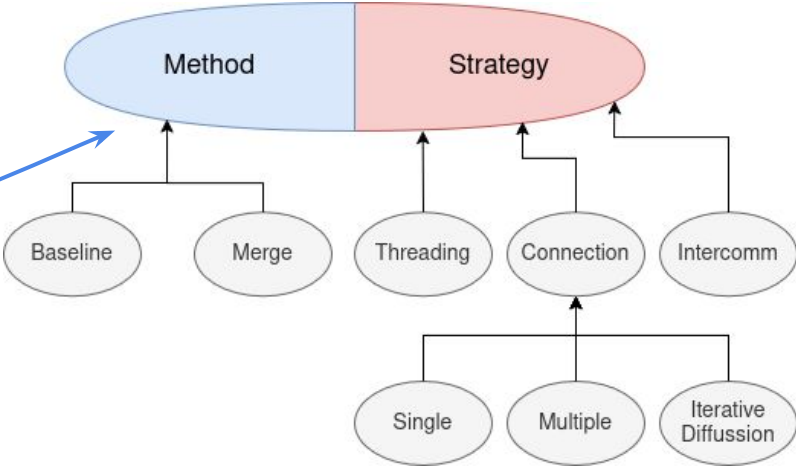 Method Strategy
Baseline Merge Threading Connection Intercomm
Single Multiple Iterative
Diffussion